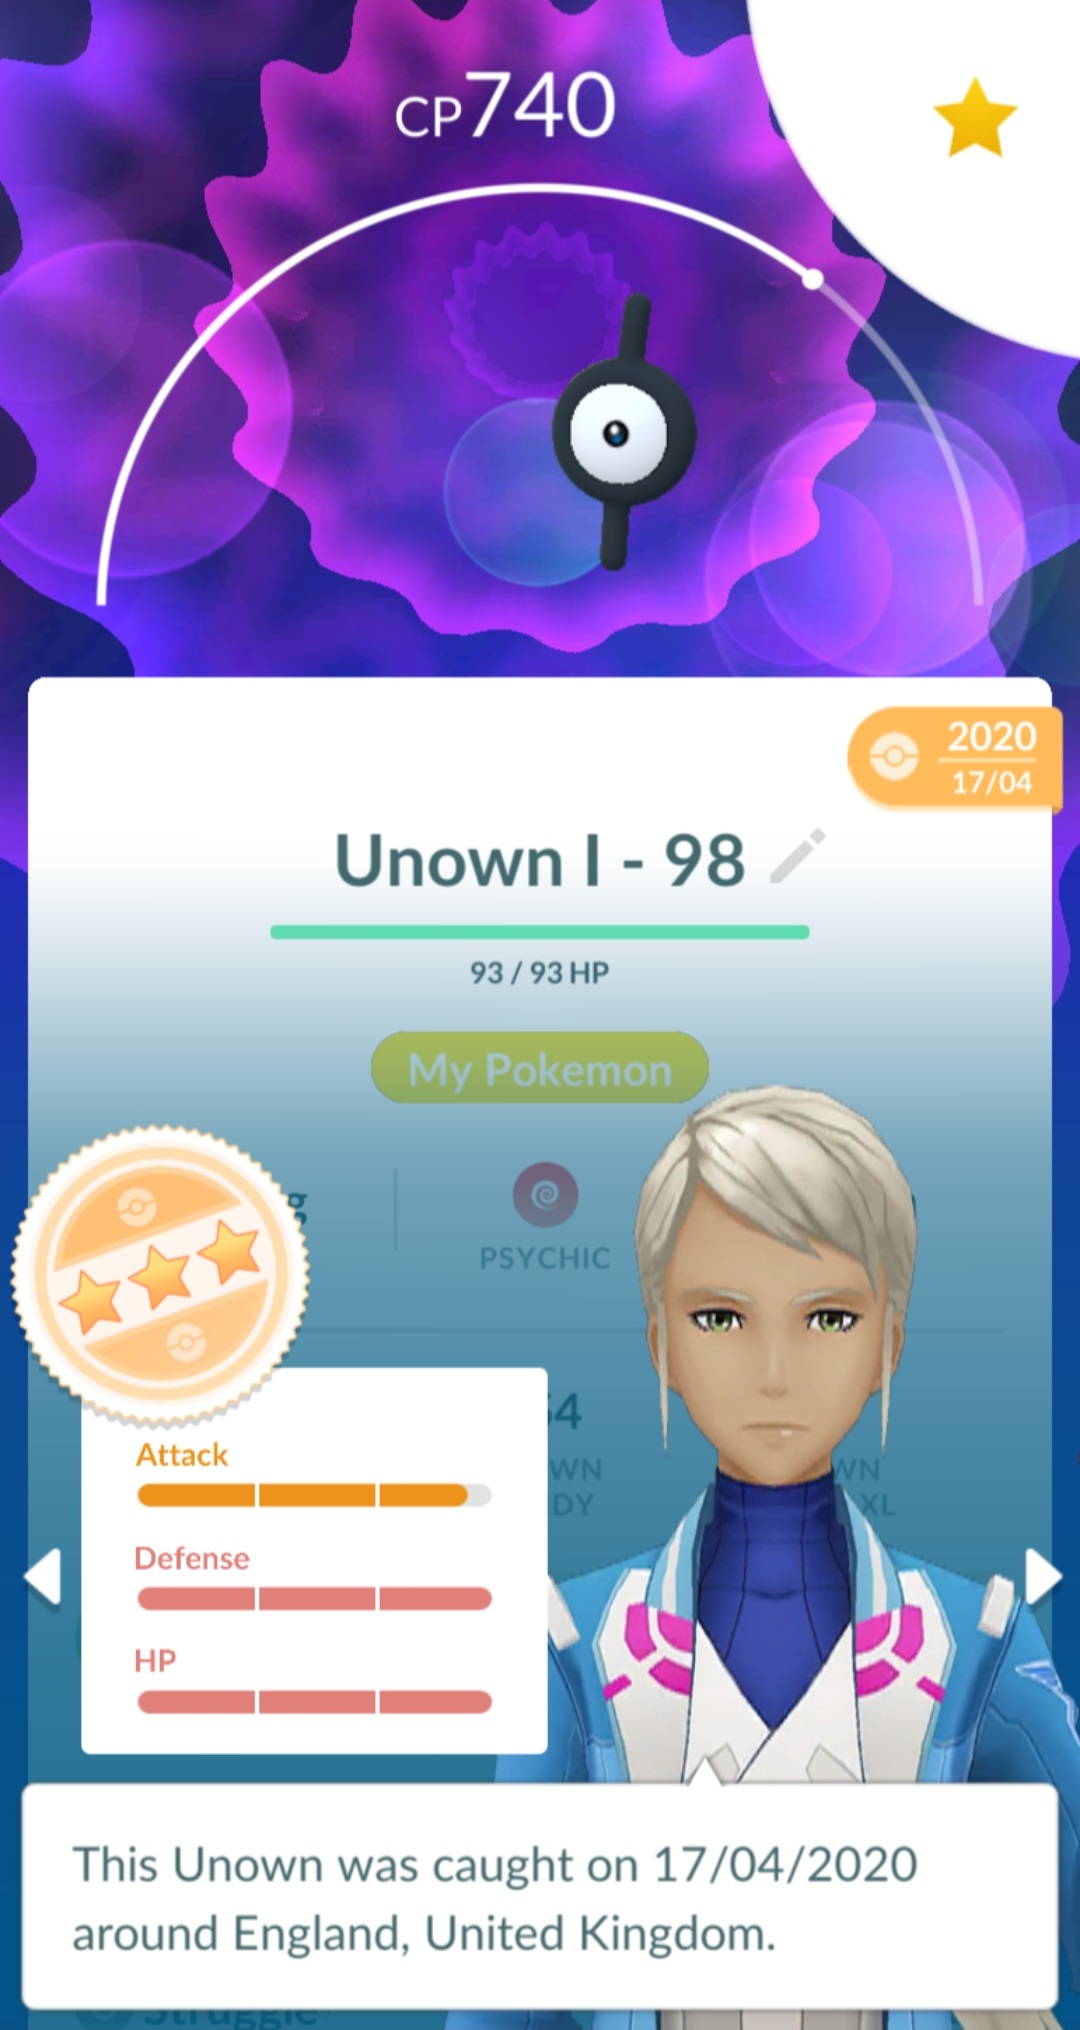 CP740
2020
17/04
Unown I - 98
93 / 93 HP
My Pokemon
g
PSYCHIC
54
WN
WN
DY
XL
Attack
Defense
HP
This Unown was caught on 17/04/2020
around England, United Kingdom.
Struggle